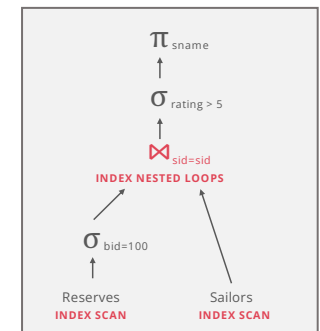 π sname
σ rating > 5
⋈ sid=sid
INDEX NESTED LOOPS
σ bid=100
Reserves Sailors
INDEX SCAN INDEX SCAN